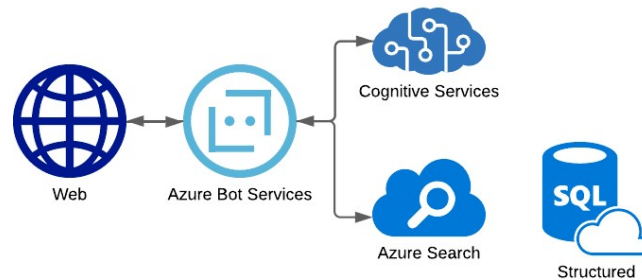 Cognitive Services
Web
Azure Bot Services
SQL
Azure Search
Structured